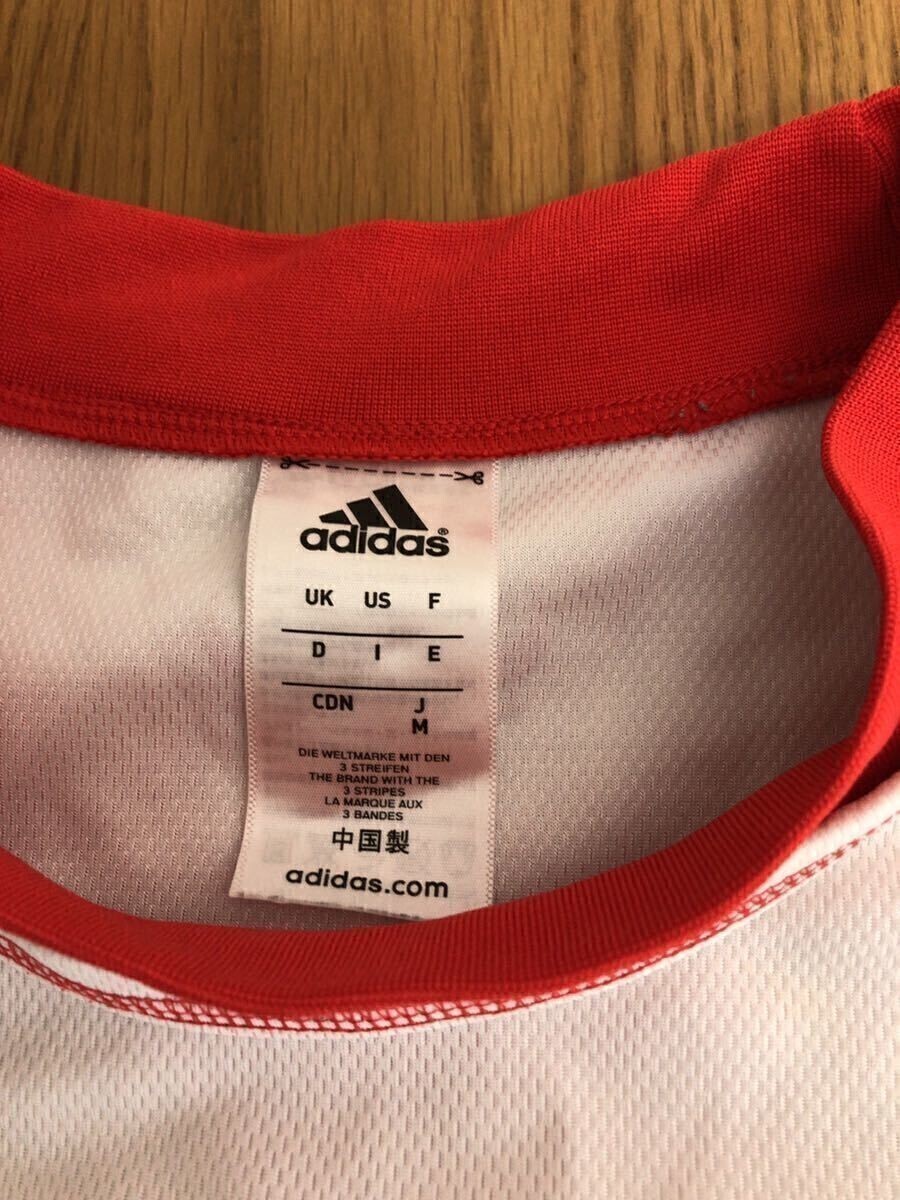 adidas®
UK US F
D I E
CDN J
M
DIE WELTMARKE MIT DEN
3 STREIFEN
THE BRAND WITH THE
3 STRIPES
LA MARQUE AUX
3 BANDES
中国製
adidas.com